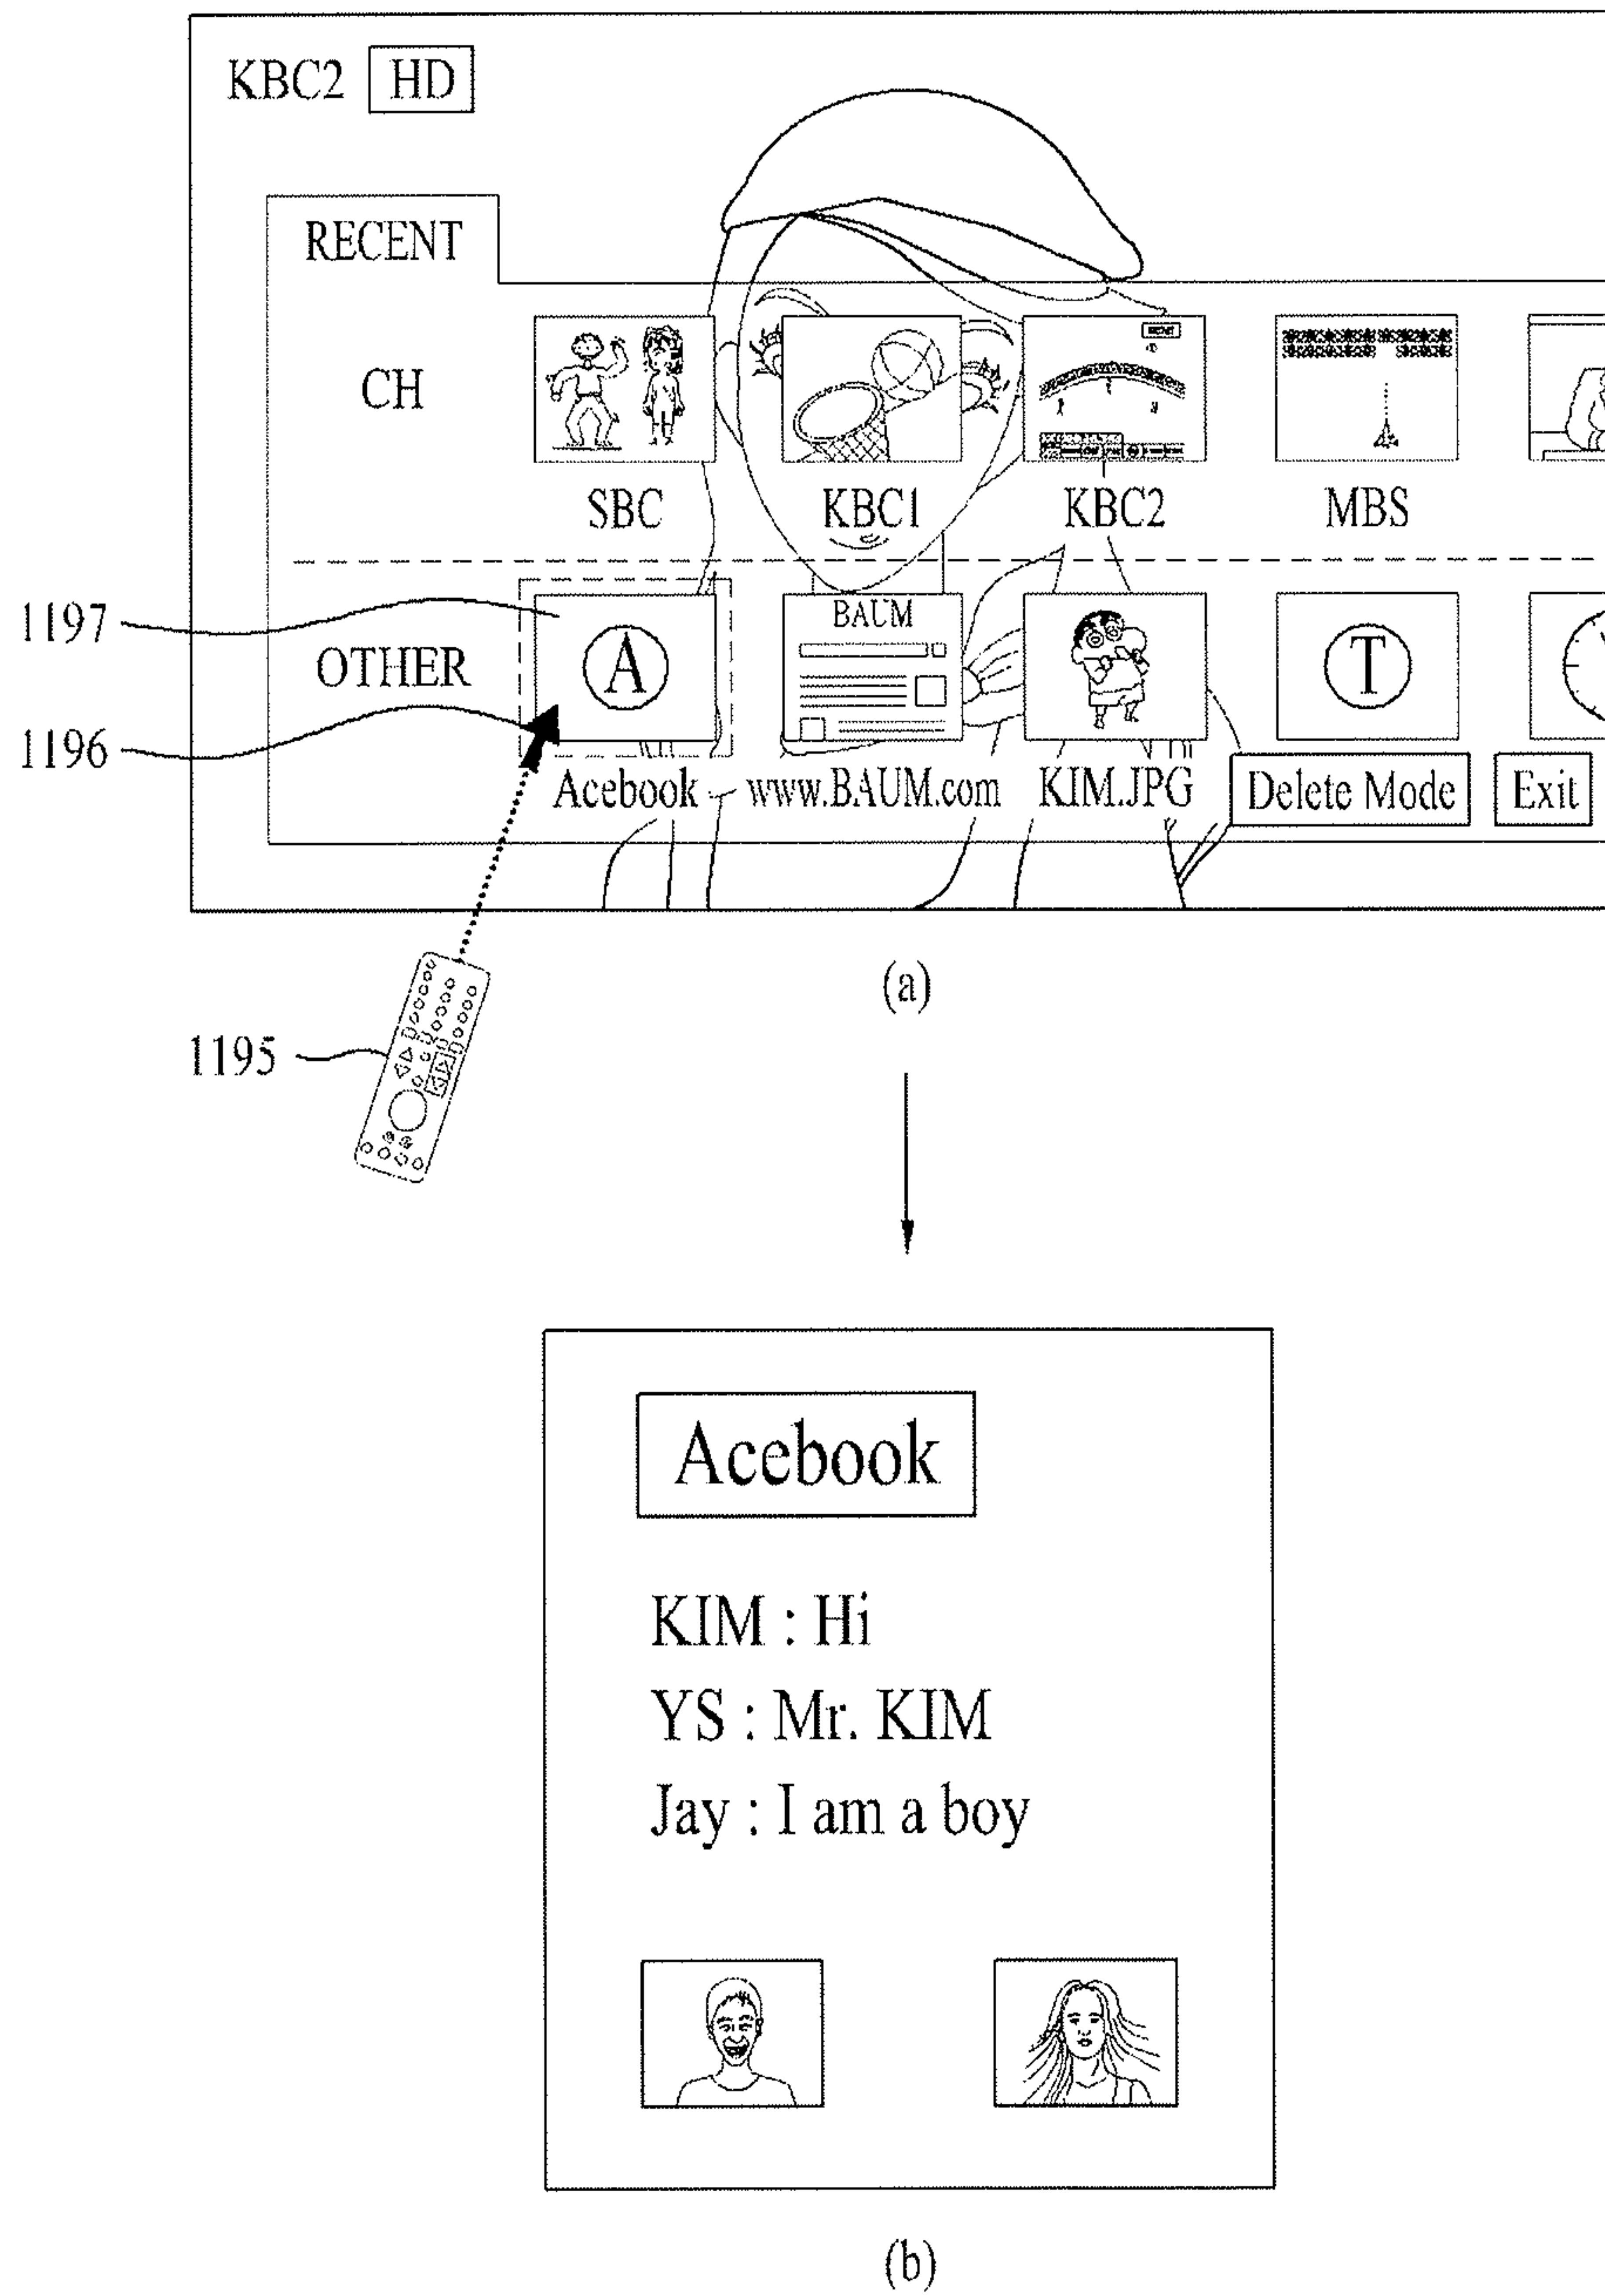 KBC2 HD
RECENT
CH
SBC KBC1 KBC2 MBS
1197
OTHER A BAUM T
1196
Acebook www.BAUM.com KIM.JPG Delete Mode Exit
(a)
1195
Acebook
KIM : Hi
YS : Mr. KIM
Jay : I am a boy
(b)